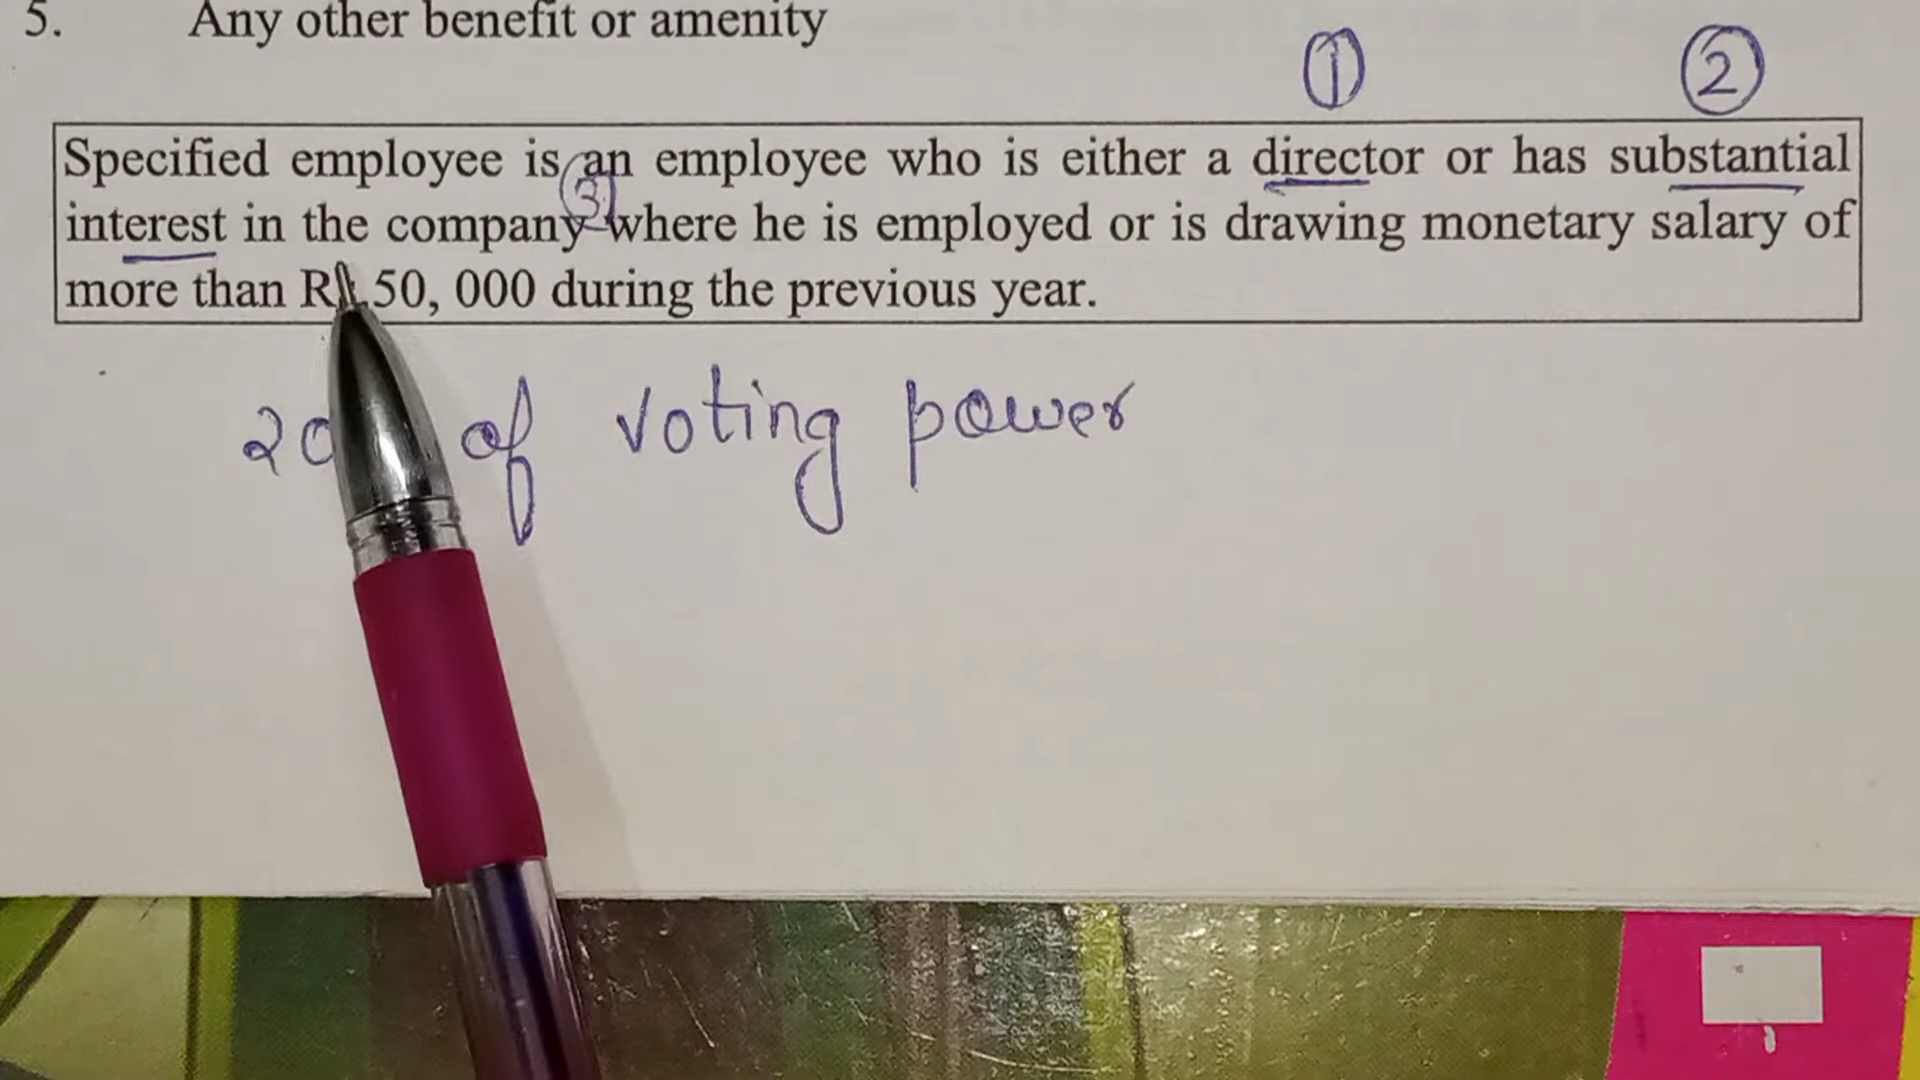 5. Any other benefit or amenity
1 2
Specified employee is an employee who is either a director or has substantial
3
interest in the company where he is employed or is drawing monetary salary of
more than 50, 000 during the previous year.
of voting power